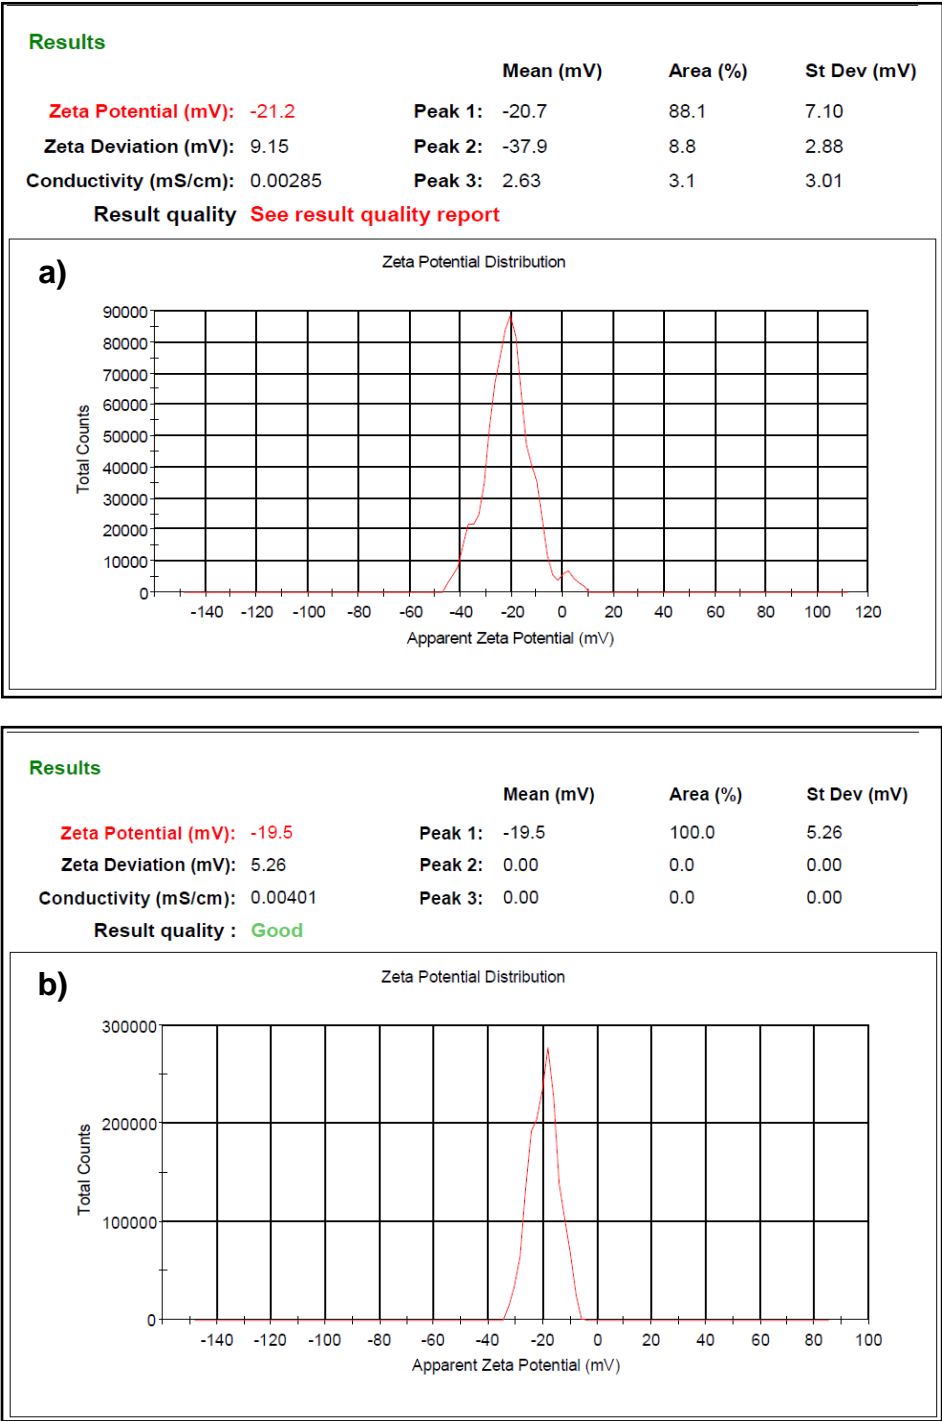 Results
Mean (mV) Area (%) St Dev (mV)
Zeta Potential (mV): -21.2 Peak 1: -20.7 88.1 7.10
Zeta Deviation (mV): 9.15 Peak 2: -37.9 8.8 2.88
Conductivity (mS/cm): 0.00285 Peak 3: 2.63 3.1 3.01
Result quality See result quality report
a)
Zeta Potential Distribution
90000
80000
70000
60000
50000
40000
30000
20000
10000
0
Total Counts
-140 -120 -100 -80 -60 -40 -20 0 20 40 60 80 100 120
Apparent Zeta Potential (mV)
Results
Mean (mV) Area (%) St Dev (mV)
Zeta Potential (mV): -19.5 Peak 1: -19.5 100.0 5.26
Zeta Deviation (mV): 5.26 Peak 2: 0.00 0.0 0.00
Conductivity (mS/cm): 0.00401 Peak 3: 0.00 0.0 0.00
Result quality : Good
b)
Zeta Potential Distribution
300000
200000
100000
0
Total Counts
-140 -120 -100 -80 -60 -40 -20 0 20 40 60 80 100
Apparent Zeta Potential (mV)